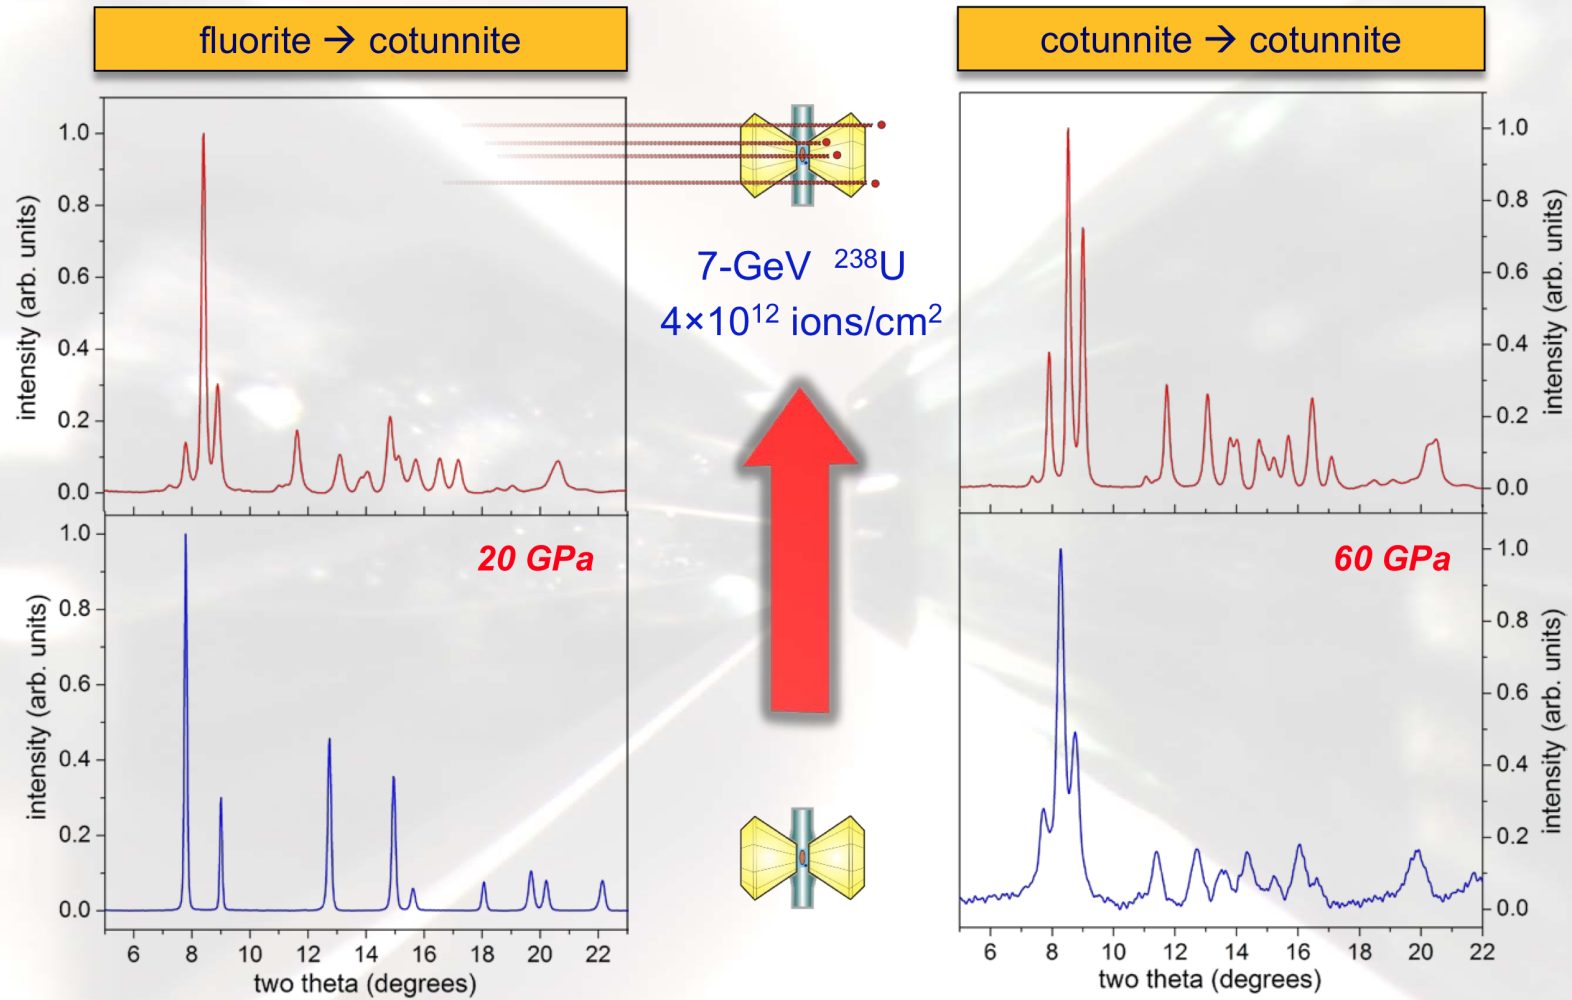 fluorite → cotunnite
cotunnite → cotunnite
intensity (arb. units)
1.0
0.8
0.6
0.4
0.2
0.0
7-GeV ²³⁸U
4×10¹² ions/cm²
1.0
0.8
0.6
0.4
0.2
0.0
intensity (arb. units)
20 GPa
intensity (arb. units)
1.0
0.8
0.6
0.4
0.2
0.0
6 8 10 12 14 16 18 20 22
two theta (degrees)
60 GPa
1.0
0.8
0.6
0.4
0.2
0.0
intensity (arb. units)
6 8 10 12 14 16 18 20 22
two theta (degrees)